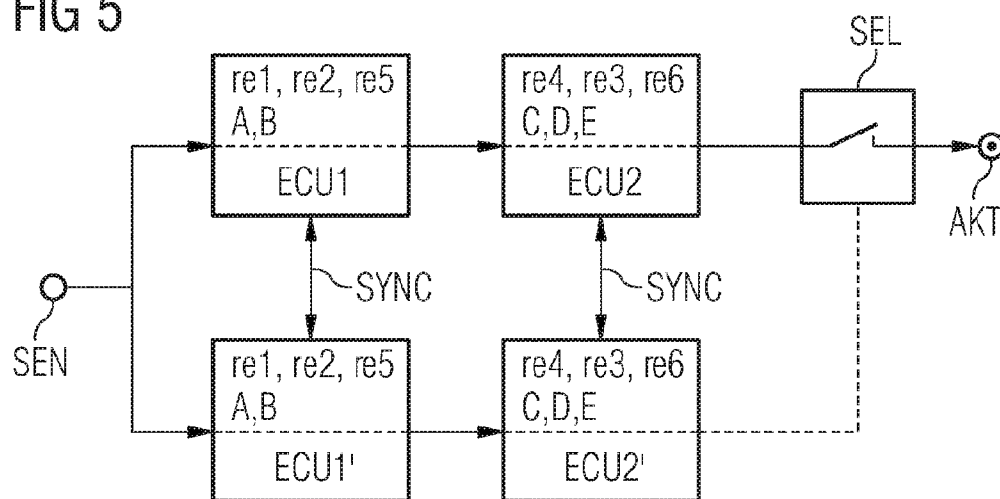 FIG 5
SEL
re1, re2, re5
A,B
ECU1
re4, re3, re6
C,D,E
ECU2
AKT
SYNC
SYNC
SEN
re1, re2, re5
A,B
ECU1'
re4, re3, re6
C,D,E
ECU2'